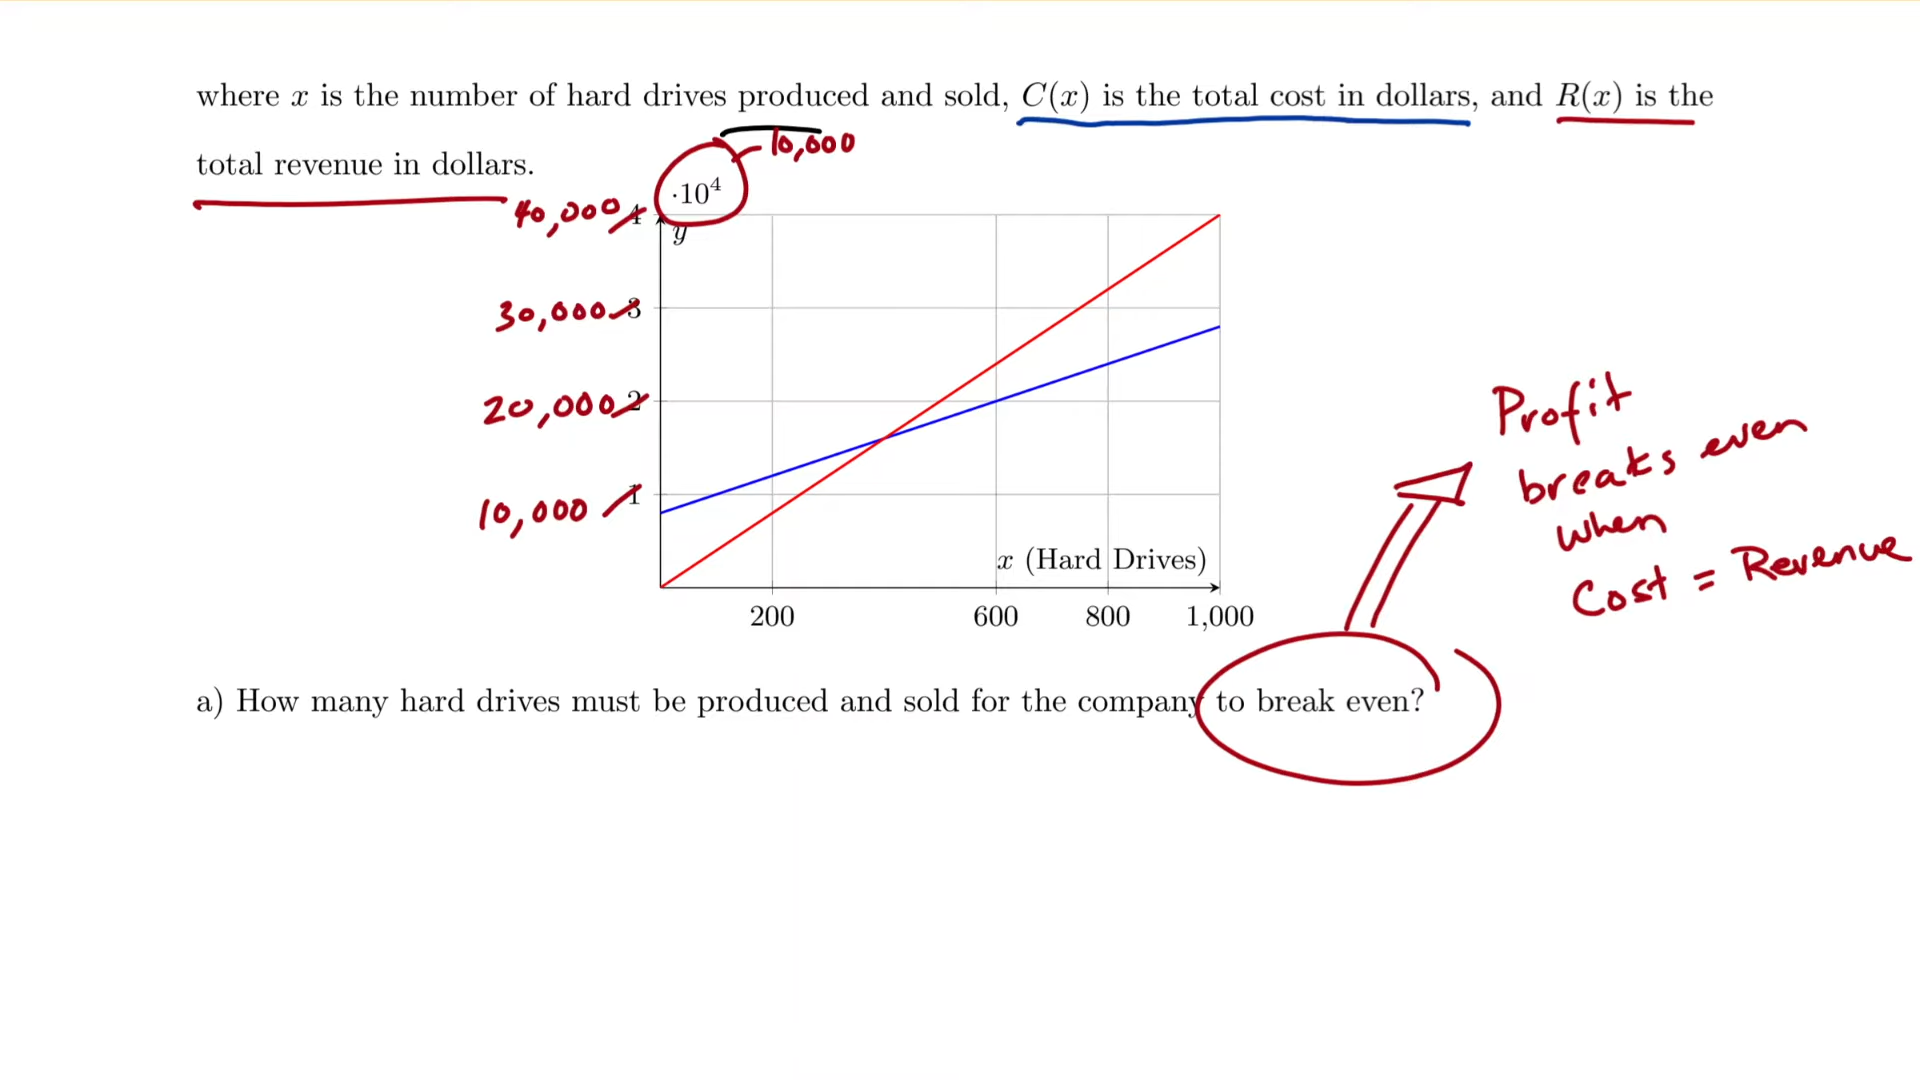 where x is the number of hard drives produced and sold, C(x) is the total cost in dollars, and R(x) is the
total revenue in dollars.
10,000
·10⁴
40,000 4
y
30,000 3
20,000 2
10,000 1
x (Hard Drives)
200 600 800 1,000
Profit
breaks even
when
Cost = Revenue
a) How many hard drives must be produced and sold for the company to break even?